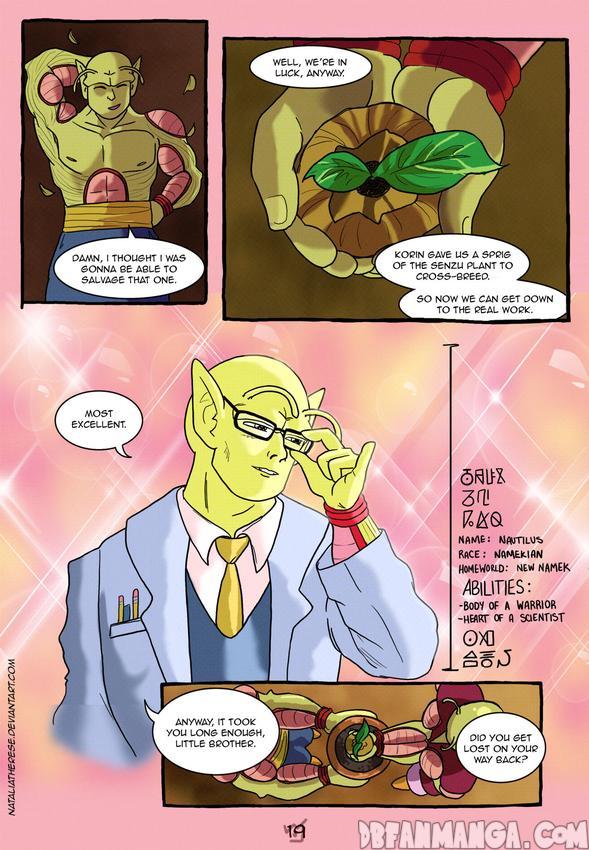 DAMN, I THOUGHT I WAS
GONNA BE ABLE TO
SALVAGE THAT ONE.
WELL, WE'RE IN
LUCK, ANYWAY.
KORIN GAVE US A SPRIG
OF THE SENZU PLANT TO
CROSS-BREED.
SO NOW WE CAN GET DOWN
TO THE REAL WORK.
MOST
EXCELLENT.
NAME: NAUTILUS
RACE: NAMEKIAN
HOMEWORLD: NEW NAMEK
ABILITIES:
-BODY OF A WARRIOR
-HEART OF A SCIENTIST
ANYWAY, IT TOOK
YOU LONG ENOUGH,
LITTLE BROTHER.
DID YOU GET
LOST ON YOUR
WAY BACK?
NATALIATHERESE.DEVIANTART.COM
19
DBFANMANGA.COM